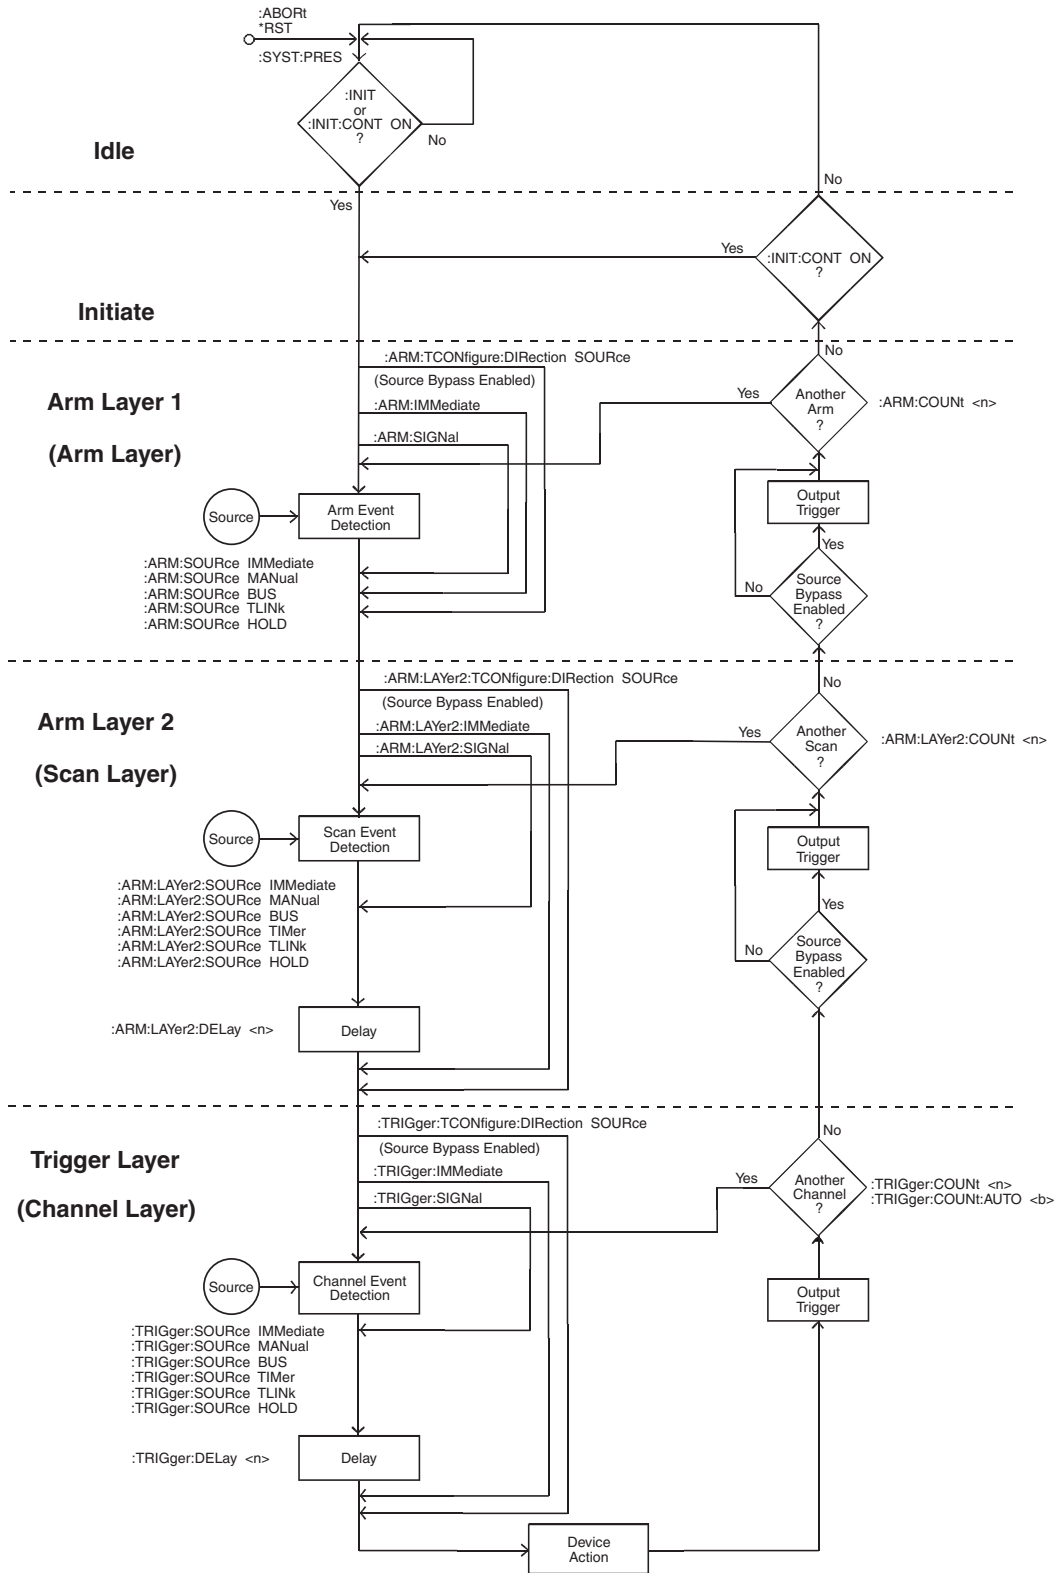 :ABORt
*RST
:SYST:PRES
:INIT
or
:INIT:CONT ON
?
No
Idle
Yes
No
Yes
:INIT:CONT ON
?
Initiate
:ARM:TCONfigure:DIRection SOURce
(Source Bypass Enabled)
No
Arm Layer 1
(Arm Layer)
:ARM:IMMediate
:ARM:SIGNal
Yes
Another
Arm
?
:ARM:COUNt <n>
Source
Arm Event
Detection
Output
Trigger
Yes
:ARM:SOURce IMMediate
:ARM:SOURce MANual
:ARM:SOURce BUS
:ARM:SOURce TLINk
:ARM:SOURce HOLD
No
Source
Bypass
Enabled
?
:ARM:LAYer2:TCONfigure:DIRection SOURce
(Source Bypass Enabled)
No
Arm Layer 2
(Scan Layer)
:ARM:LAYer2:IMMediate
:ARM:LAYer2:SIGNal
Yes
Another
Scan
?
:ARM:LAYer2:COUNt <n>
Source
Scan Event
Detection
Output
Trigger
Yes
:ARM:LAYer2:SOURce IMMediate
:ARM:LAYer2:SOURce MANual
:ARM:LAYer2:SOURce BUS
:ARM:LAYer2:SOURce TIMer
:ARM:LAYer2:SOURce TLINk
:ARM:LAYer2:SOURce HOLD
No
Source
Bypass
Enabled
?
:ARM:LAYer2:DELay <n>
Delay
:TRIGger:TCONfigure:DIRection SOURce
(Source Bypass Enabled)
No
Trigger Layer
(Channel Layer)
:TRIGger:IMMediate
:TRIGger:SIGNal
Yes
Another
Channel
?
:TRIGger:COUNt <n>
:TRIGger:COUNt:AUTO <b>
Source
Channel Event
Detection
Output
Trigger
:TRIGger:SOURce IMMediate
:TRIGger:SOURce MANual
:TRIGger:SOURce BUS
:TRIGger:SOURce TIMer
:TRIGger:SOURce TLINk
:TRIGger:SOURce HOLD
:TRIGger:DELay <n>
Delay
Device
Action